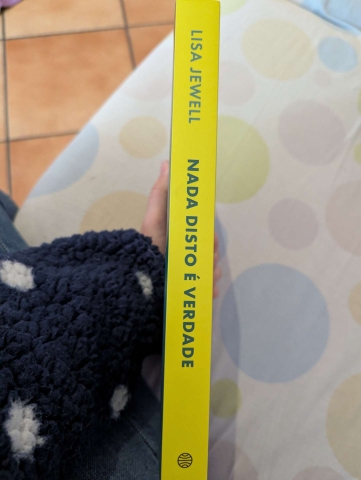 LISA JEWELL
NADA DISTO É VERDADE